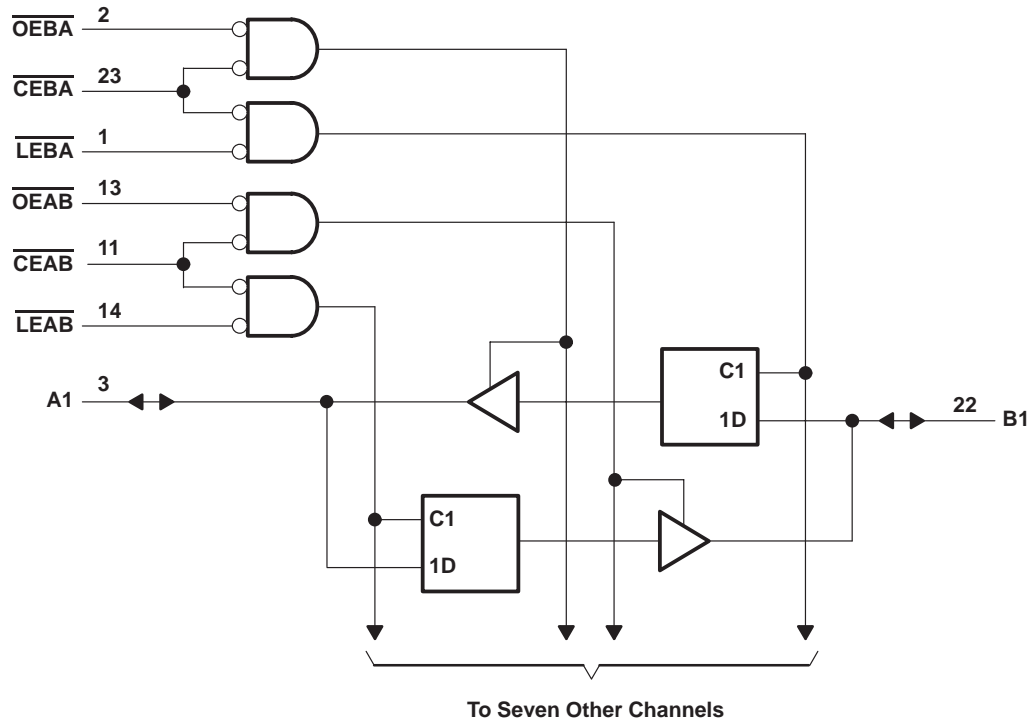 OEBA 2
CEBA 23
LEBA 1
OEAB 13
CEAB 11
LEAB 14
A1 3
C1
1D
22 B1
C1
1D
To Seven Other Channels